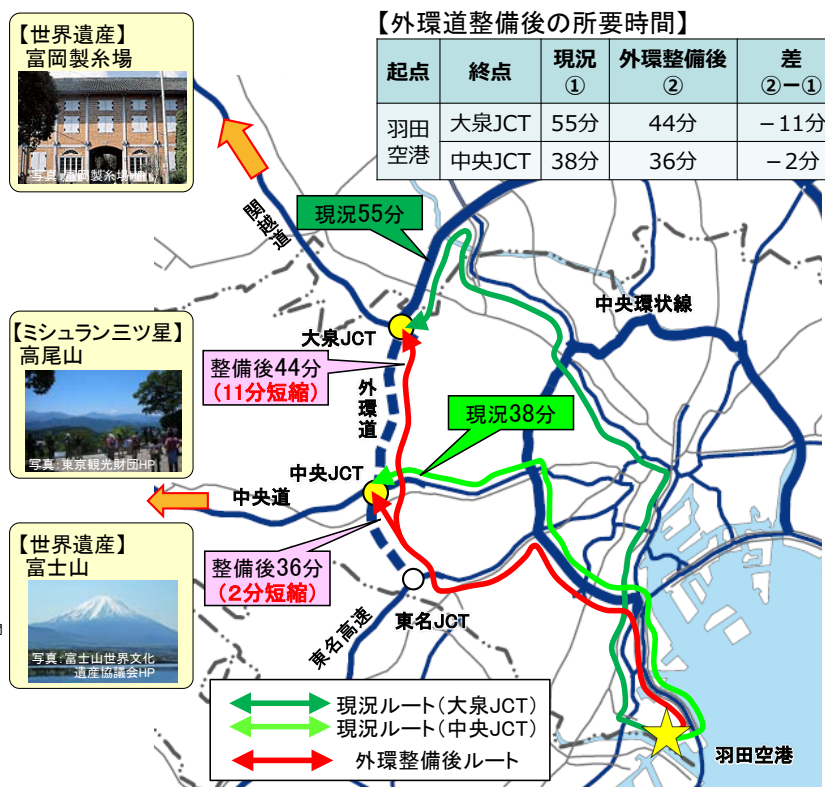 【世界遺産】
富岡製糸場
【外環道整備後の所要時間】
起点 終点 現況① 外環整備後② 差②ー①
羽田空港 大泉JCT 55分 44分 －11分
中央JCT 38分 36分 －2分
関越道
現況55分
中央環状線
大泉JCT
【ミシュラン三ツ星】
高尾山
写真：東京観光財団HP
整備後44分
（11分短縮）
外環道
現況38分
中央JCT
中央道
【世界遺産】
富士山
写真：富士山世界文化
遺産協議会HP
整備後36分
（2分短縮）
東名高速
東名JCT
現況ルート（大泉JCT）
現況ルート（中央JCT）
外環整備後ルート
羽田空港